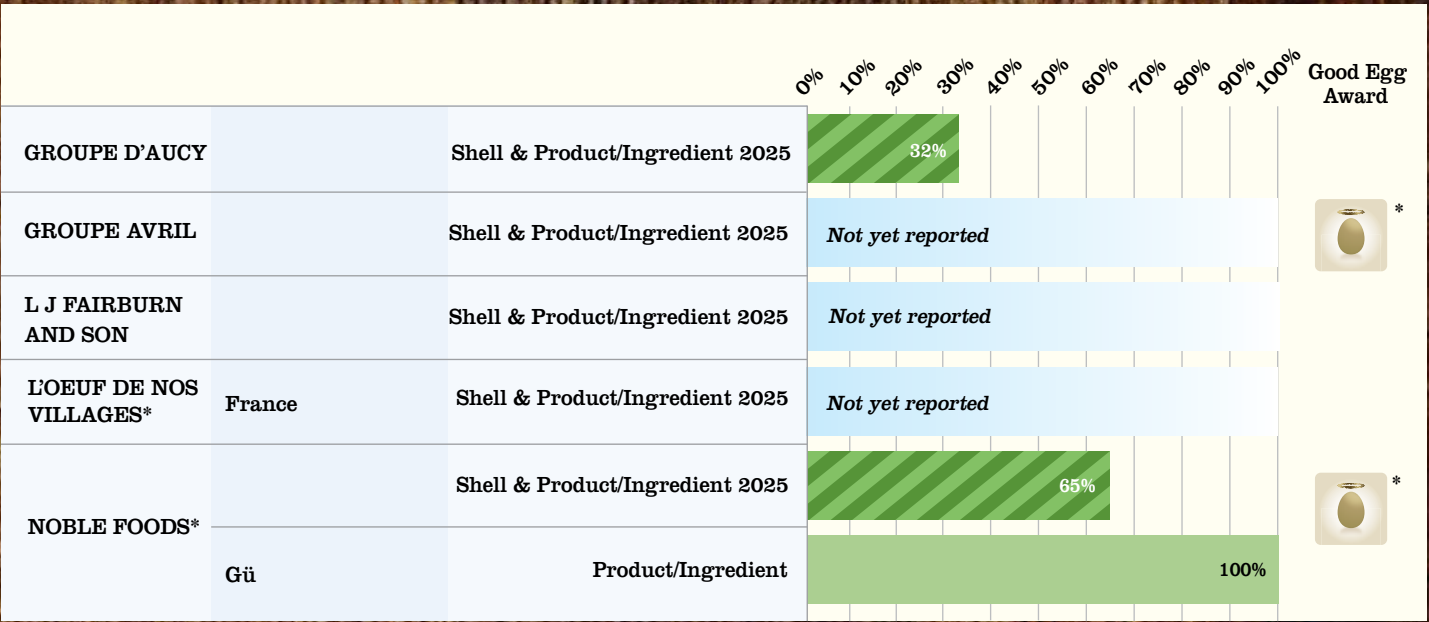 0% 10% 20% 30% 40% 50% 60% 70% 80% 90% 100% Good Egg
Award
GROUPE D’AUCY Shell & Product/Ingredient 2025 32%
GROUPE AVRIL Shell & Product/Ingredient 2025 Not yet reported *
L J FAIRBURN
AND SON Shell & Product/Ingredient 2025 Not yet reported
L’OEUF DE NOS
VILLAGES* France Shell & Product/Ingredient 2025 Not yet reported
Shell & Product/Ingredient 2025 65% *
NOBLE FOODS*
Gü Product/Ingredient 100%